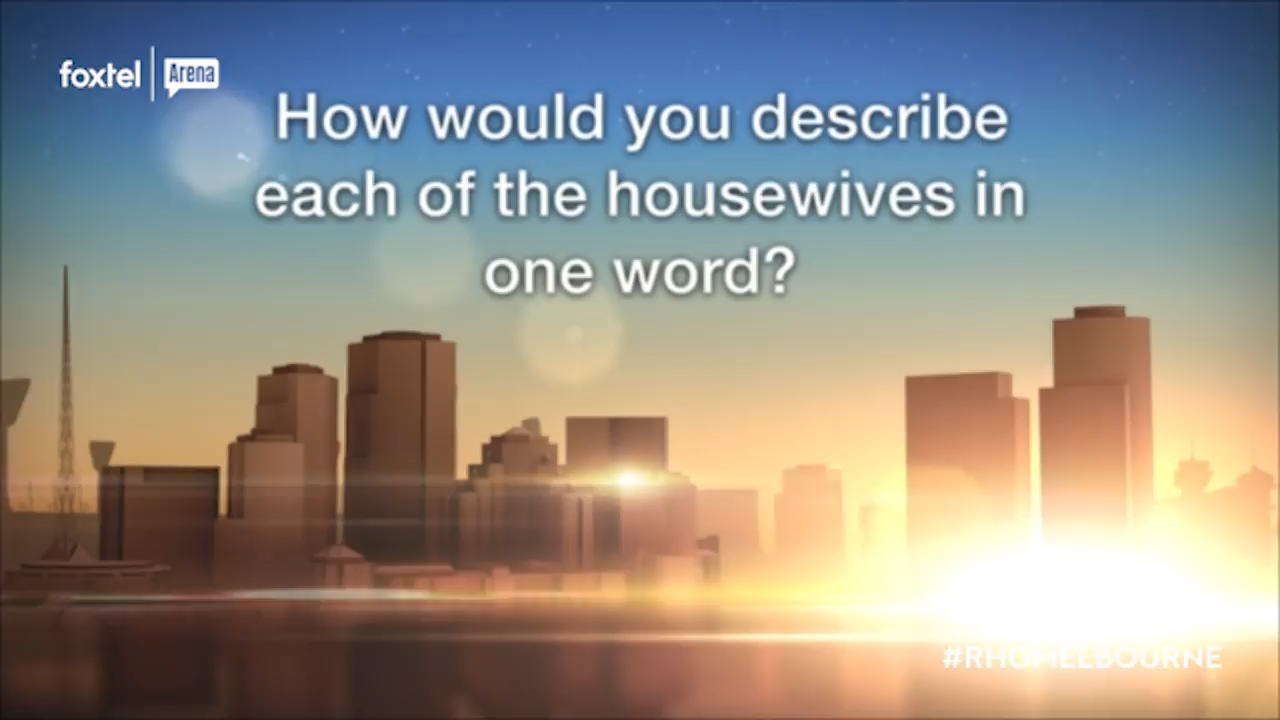 foxtel | Arena
How would you describe
each of the housewives in
one word?
#RHOMELBOURNE